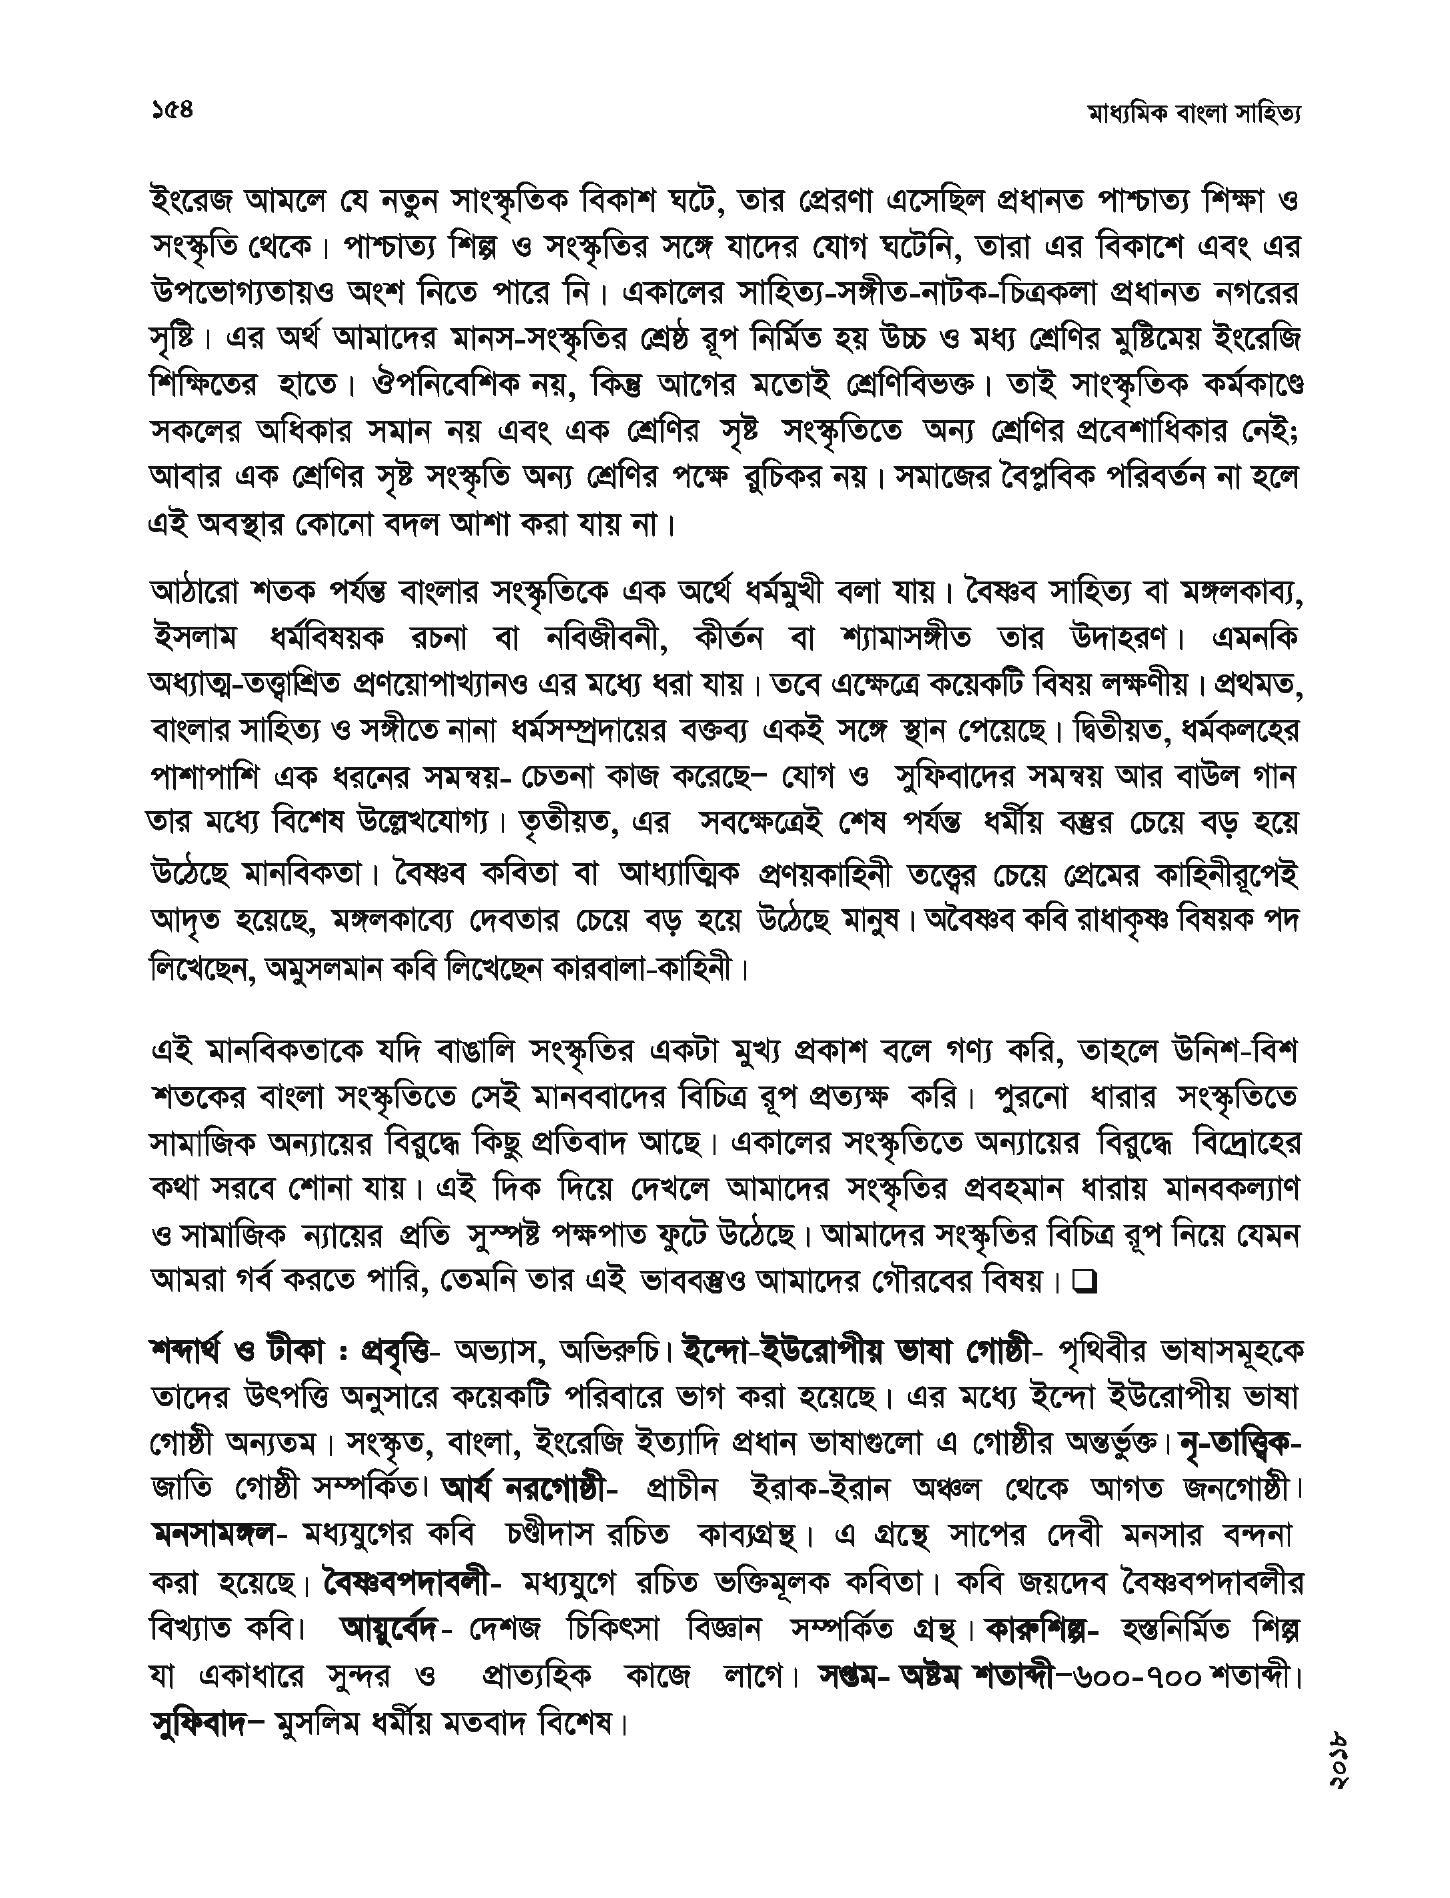 ১৫৪
মাধ্যমিক বাংলা সাহিত্য
ইংরেজ আমলে যে নতুন সাংস্কৃতিক বিকাশ ঘটে, তার প্রেরণা এসেছিল প্রধানত পাশ্চাত্য শিক্ষা ও
সংস্কৃতি থেকে। পাশ্চাত্য শিল্প ও সংস্কৃতির সঙ্গে যাদের যোগ ঘটেনি, তারা এর বিকাশে এবং এর
উপভোগ্যতায়ও অংশ নিতে পারে নি। একালের সাহিত্য-সঙ্গীত-নাটক-চিত্রকলা প্রধানত নগরের
সৃষ্টি। এর অর্থ আমাদের মানস-সংস্কৃতির শ্রেষ্ঠ রূপ নির্মিত হয় উচ্চ ও মধ্য শ্রেণির মুষ্টিমেয় ইংরেজি
শিক্ষিতের হাতে। ঔপনিবেশিক নয়, কিন্তু আগের মতোই শ্রেণিবিভক্ত। তাই সাংস্কৃতিক কর্মকাণ্ডে
সকলের অধিকার সমান নয় এবং এক শ্রেণির সৃষ্ট সংস্কৃতিতে অন্য শ্রেণির প্রবেশাধিকার নেই;
আবার এক শ্রেণির সৃষ্ট সংস্কৃতি অন্য শ্রেণির পক্ষে রুচিকর নয়। সমাজের বৈপ্লবিক পরিবর্তন না হলে
এই অবস্থার কোনো বদল আশা করা যায় না।
আঠারো শতক পর্যন্ত বাংলার সংস্কৃতিকে এক অর্থে ধর্মমুখী বলা যায়। বৈষ্ণব সাহিত্য বা মঙ্গলকাব্য,
ইসলাম ধর্মবিষয়ক রচনা বা নবিজীবনী, কীর্তন বা শ্যামাসঙ্গীত তার উদাহরণ। এমনকি
অধ্যাত্ম-তত্ত্বাশ্রিত প্রণয়োপাখ্যানও এর মধ্যে ধরা যায়। তবে এক্ষেত্রে কয়েকটি বিষয় লক্ষণীয়। প্রথমত,
বাংলার সাহিত্য ও সঙ্গীতে নানা ধর্মসম্প্রদায়ের বক্তব্য একই সঙ্গে স্থান পেয়েছে। দ্বিতীয়ত, ধর্মকলহের
পাশাপাশি এক ধরনের সমন্বয়- চেতনা কাজ করেছে– যোগ ও সুফিবাদের সমন্বয় আর বাউল গান
তার মধ্যে বিশেষ উল্লেখযোগ্য। তৃতীয়ত, এর সবক্ষেত্রেই শেষ পর্যন্ত ধর্মীয় বস্তুর চেয়ে বড় হয়ে
উঠেছে মানবিকতা। বৈষ্ণব কবিতা বা আধ্যাত্মিক প্রণয়কাহিনী তত্ত্বের চেয়ে প্রেমের কাহিনীরূপেই
আদৃত হয়েছে, মঙ্গলকাব্যে দেবতার চেয়ে বড় হয়ে উঠেছে মানুষ। অবৈষ্ণব কবি রাধাকৃষ্ণ বিষয়ক পদ
লিখেছেন, অমুসলমান কবি লিখেছেন কারবালা-কাহিনী।
এই মানবিকতাকে যদি বাঙালি সংস্কৃতির একটা মুখ্য প্রকাশ বলে গণ্য করি, তাহলে উনিশ-বিশ
শতকের বাংলা সংস্কৃতিতে সেই মানববাদের বিচিত্র রূপ প্রত্যক্ষ করি। পুরনো ধারার সংস্কৃতিতে
সামাজিক অন্যায়ের বিরুদ্ধে কিছু প্রতিবাদ আছে। একালের সংস্কৃতিতে অন্যায়ের বিরুদ্ধে বিদ্রোহের
কথা সরবে শোনা যায়। এই দিক দিয়ে দেখলে আমাদের সংস্কৃতির প্রবহমান ধারায় মানবকল্যাণ
ও সামাজিক ন্যায়ের প্রতি সুস্পষ্ট পক্ষপাত ফুটে উঠেছে। আমাদের সংস্কৃতির বিচিত্র রূপ নিয়ে যেমন
আমরা গর্ব করতে পারি, তেমনি তার এই ভাববস্তুও আমাদের গৌরবের বিষয়। ❑
শব্দার্থ ও টীকা : প্রবৃত্তি- অভ্যাস, অভিরুচি। ইন্দো-ইউরোপীয় ভাষা গোষ্ঠী- পৃথিবীর ভাষাসমূহকে
তাদের উৎপত্তি অনুসারে কয়েকটি পরিবারে ভাগ করা হয়েছে। এর মধ্যে ইন্দো ইউরোপীয় ভাষা
গোষ্ঠী অন্যতম। সংস্কৃত, বাংলা, ইংরেজি ইত্যাদি প্রধান ভাষাগুলো এ গোষ্ঠীর অন্তর্ভুক্ত। নৃ-তাত্ত্বিক-
জাতি গোষ্ঠী সম্পর্কিত। আর্য নরগোষ্ঠী- প্রাচীন ইরাক-ইরান অঞ্চল থেকে আগত জনগোষ্ঠী।
মনসামঙ্গল- মধ্যযুগের কবি চণ্ডীদাস রচিত কাব্যগ্রন্থ। এ গ্রন্থে সাপের দেবী মনসার বন্দনা
করা হয়েছে। বৈষ্ণবপদাবলী- মধ্যযুগে রচিত ভক্তিমূলক কবিতা। কবি জয়দেব বৈষ্ণবপদাবলীর
বিখ্যাত কবি। আয়ুর্বেদ- দেশজ চিকিৎসা বিজ্ঞান সম্পর্কিত গ্রন্থ। কারুশিল্প- হস্তনির্মিত শিল্প
যা একাধারে সুন্দর ও প্রাত্যহিক কাজে লাগে। সপ্তম- অষ্টম শতাব্দী–৬০০-৭০০ শতাব্দী।
সুফিবাদ– মুসলিম ধর্মীয় মতবাদ বিশেষ।
২০১৮